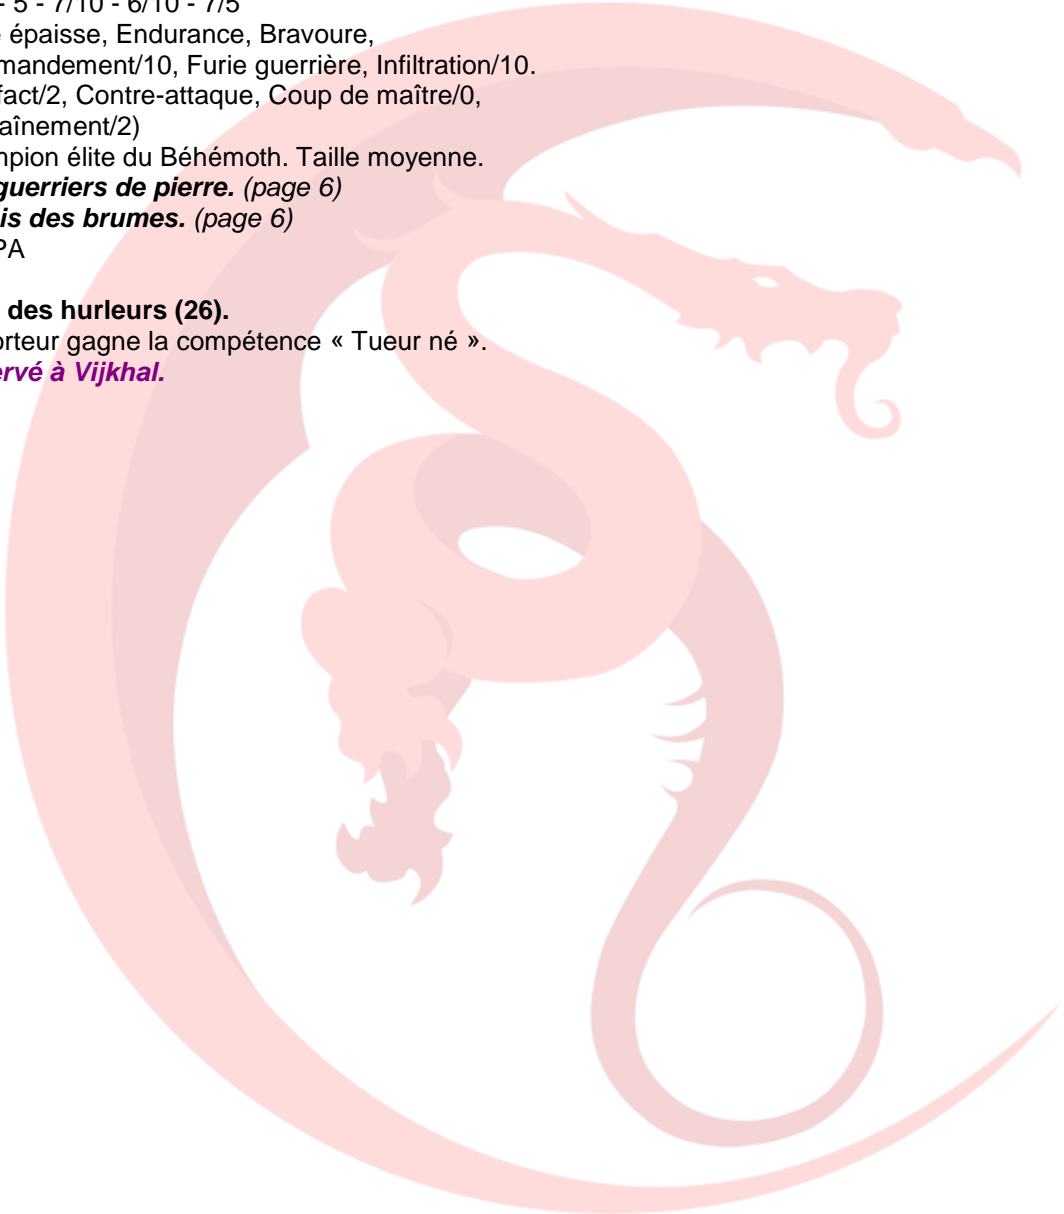 - 5 - 7/10 - 6/10 - 7/5
épaisse, Endurance, Bravoure,
mandement/10, Furie guerrière, Infiltration/10.
fact/2, Contre-attaque, Coup de maître/0,
aînement/2)
mpion élite du Béhémoth. Taille moyenne.
guerriers de pierre. (page 6)
is des brumes. (page 6)
PA
des hurleurs (26).
orteur gagne la compétence « Tueur né ».
ervé à Vijkhal.